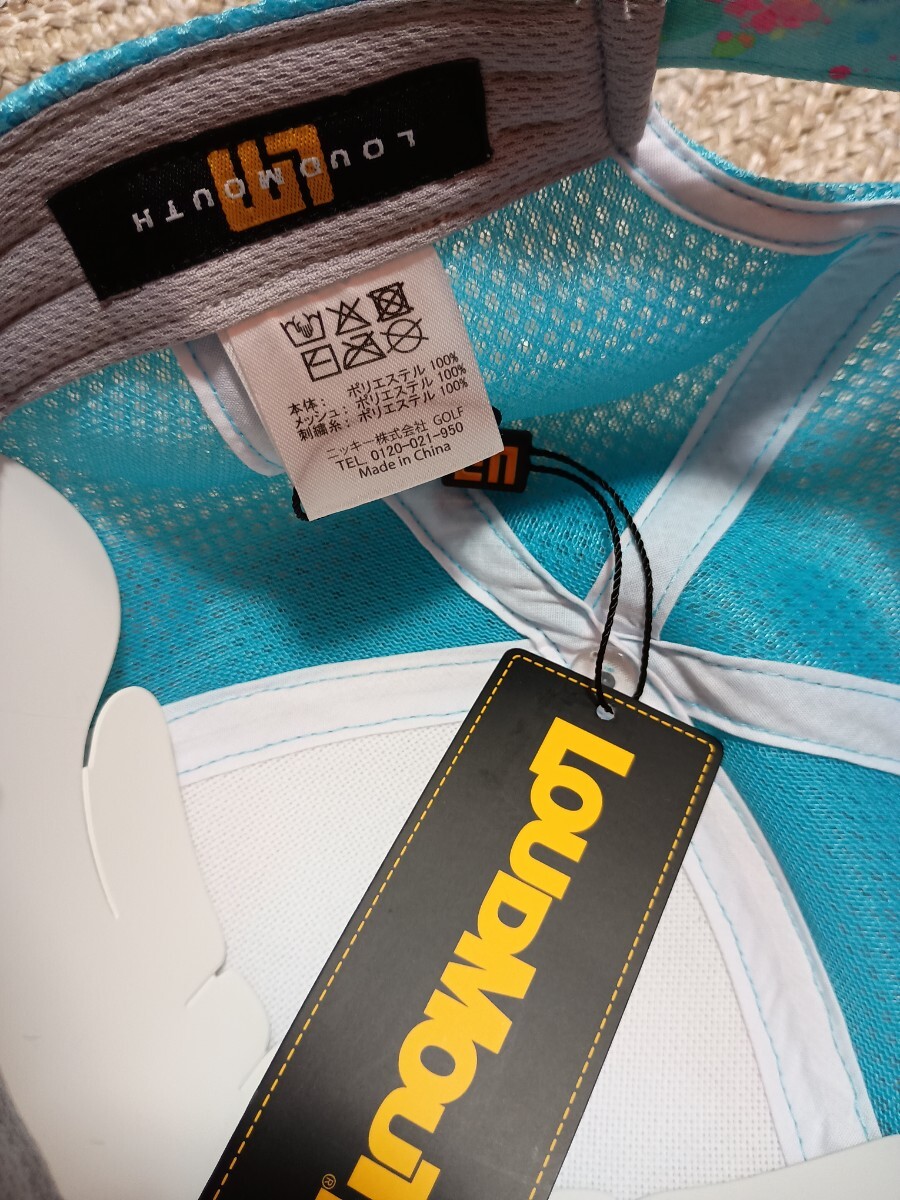 LOUDMOUTH
本体： ポリエステル 100%
メッシュ： ポリエステル 100%
刺繍糸： ポリエステル 100%
ニッキー株式会社 GOLF
TEL. 0120-021-950
Made in China
LOUDMOUT
®